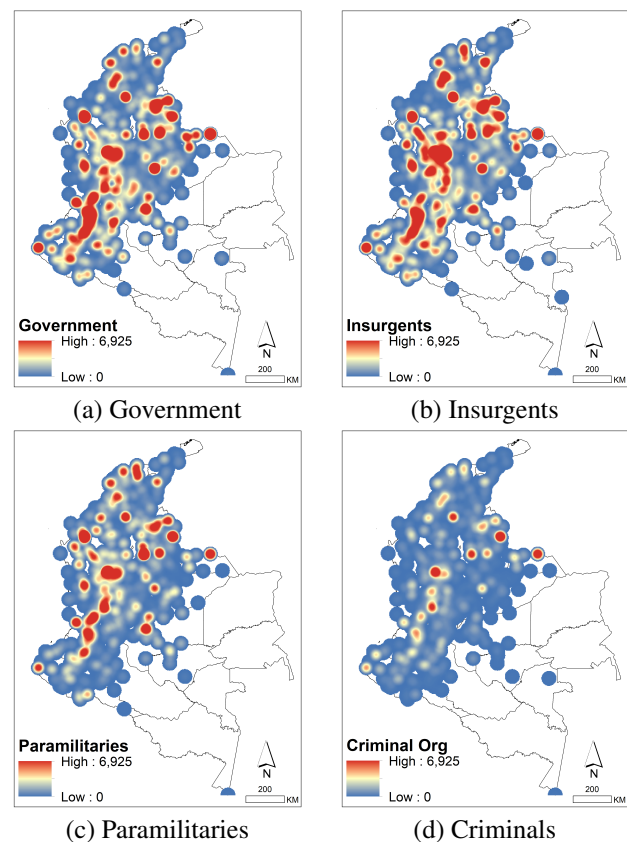 Government
High : 6,925
Low : 0
N
200
KM
(a) Government
Insurgents
High : 6,925
Low : 0
N
200
KM
(b) Insurgents
Paramilitaries
High : 6,925
Low : 0
N
200
KM
(c) Paramilitaries
Criminal Org
High : 6,925
Low : 0
N
200
KM
(d) Criminals